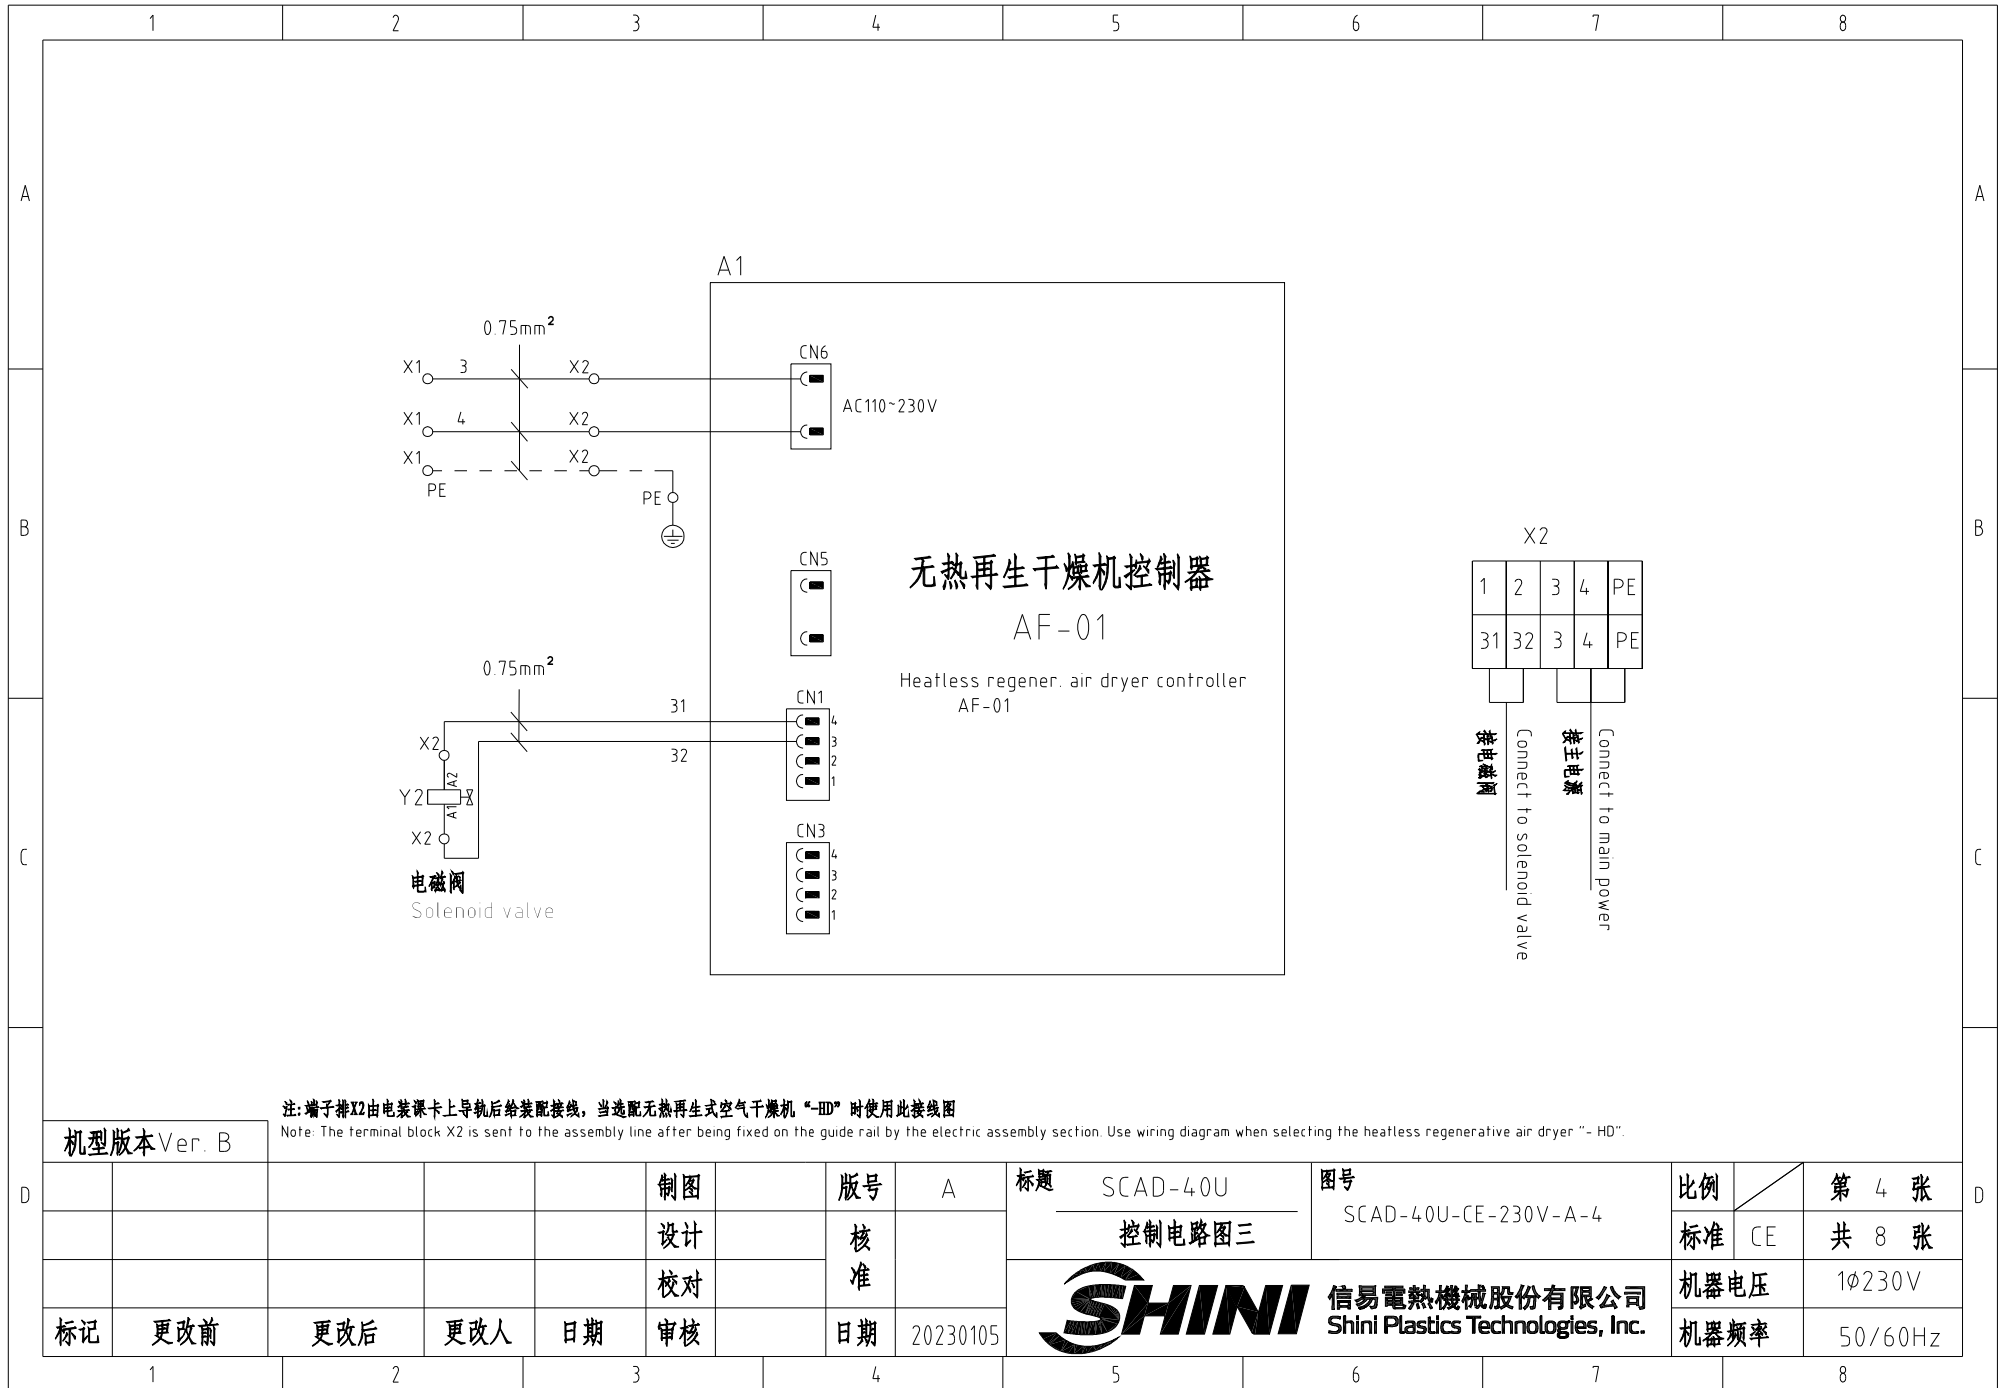 1 2 3 4 5 6 7 8
A A
A1
0.75mm²
X1 3 X2 CN6
AC110~230V
X1 4 X2
X1 X2
PE
PE
B B
X2
CN5
无热再生干燥机控制器
AF-01
1 2 3 4 PE
31 32 3 4 PE
0.75mm²
Heatless regener. air dryer controller
AF-01
31
CN1
4
3
2
1
32
X2
A2
Y2
A1
X2
接电磁阀
Connect to solenoid valve
接主电源
Connect to main power
CN3
4
3
2
1
C C
电磁阀
Solenoid valve
注:端子排X2由电装课卡上导轨后给装配接线，当选配无热再生式空气干燥机“-HD”时使用此接线图
Note: The terminal block X2 is sent to the assembly line after being fixed on the guide rail by the electric assembly section. Use wiring diagram when selecting the heatless regenerative air dryer "- HD".
机型版本Ver. B
D D
制图 版号 A 标题 SCAD-40U 图号 比例 第 4 张
SCAD-40U-CE-230V-A-4
设计 核准 控制电路图三 标准 CE 共 8 张
校对 机器电压 1φ230V
SHINI 信易電熱機械股份有限公司
Shini Plastics Technologies, Inc.
标记 更改前 更改后 更改人 日期 审核 日期 20230105 机器频率 50/60Hz
1 2 3 4 5 6 7 8